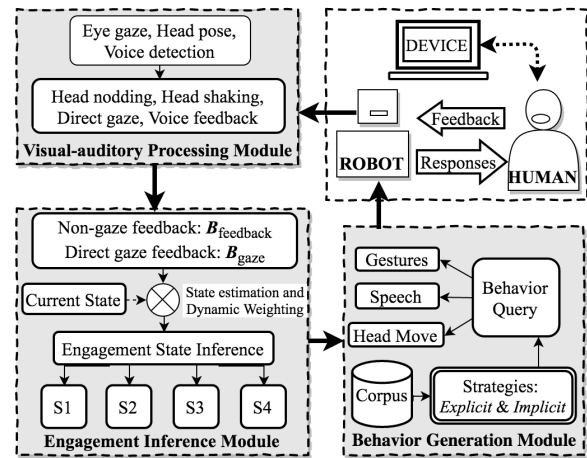 Eye gaze, Head pose,
Voice detection
Head nodding, Head shaking,
Direct gaze, Voice feedback
Visual-auditory Processing Module
DEVICE
Feedback
ROBOT
Responses
HUMAN
Non-gaze feedback: Bfeedback
Direct gaze feedback: Bgaze
Current State
State estimation and
Dynamic Weighting
Engagement State Inference
S1
S2
S3
S4
Engagement Inference Module
Gestures
Speech
Head Move
Behavior
Query
Corpus
Strategies:
Explicit & Implicit
Behavior Generation Module